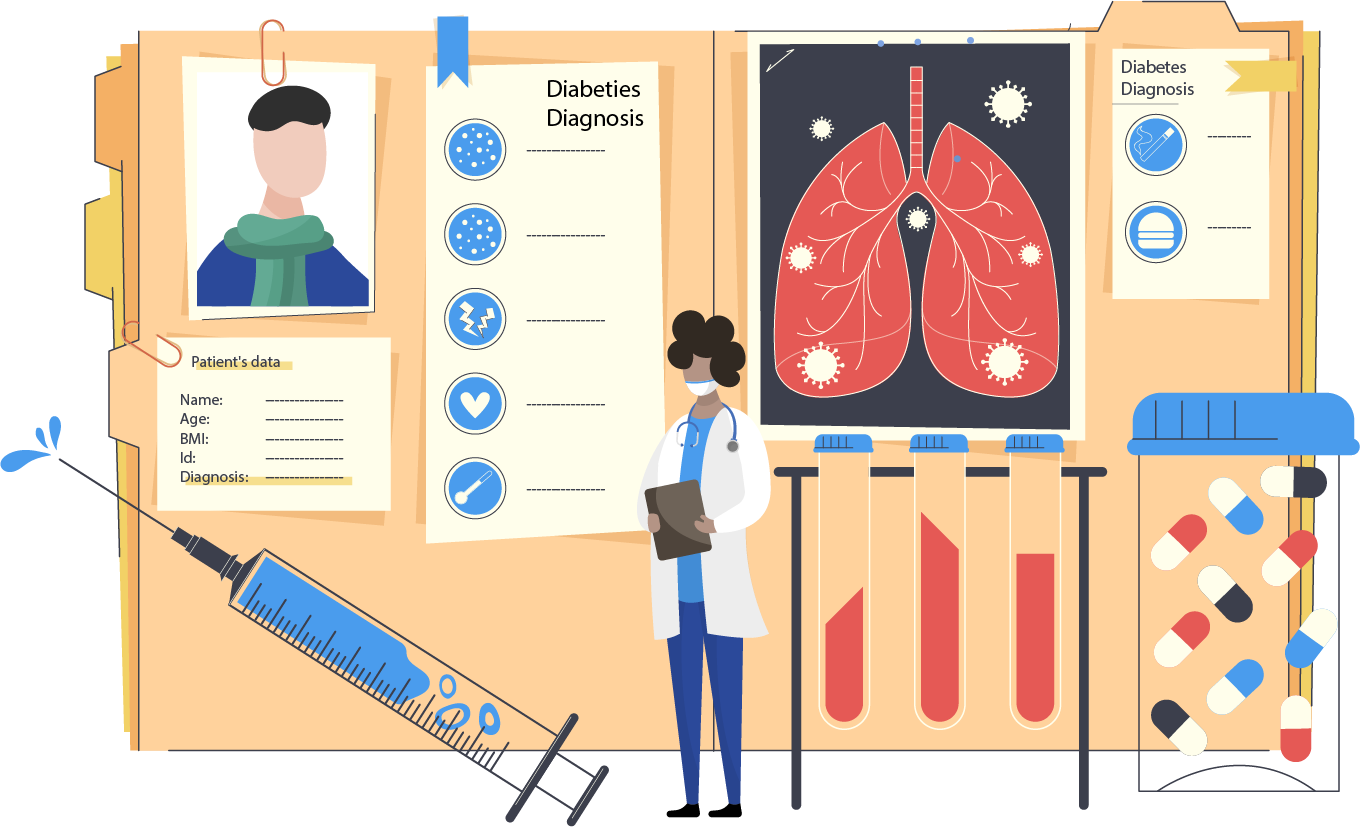 Diabeties
Diagnosis
Diabetes
Diagnosis
Patient's data
Name: ---------------
Age: ---------------
BMI: ---------------
Id: ---------------
Diagnosis: ---------------